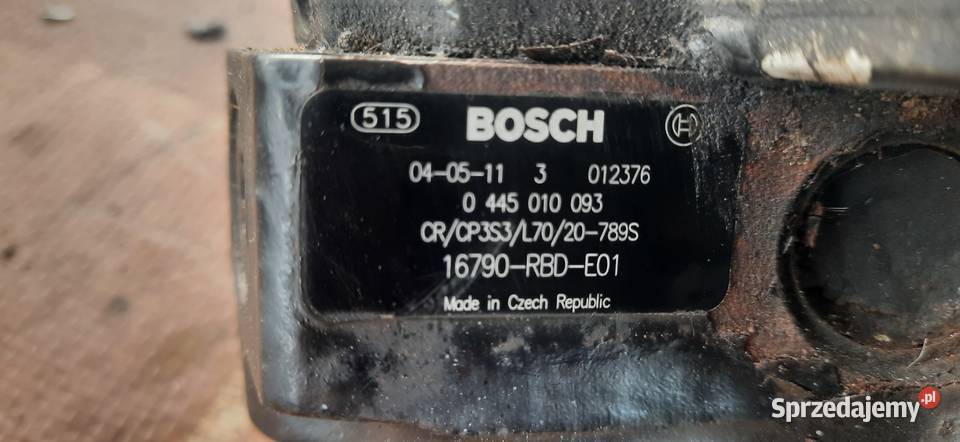 515 BOSCH
04-05-11 3 012376
0 445 010 093
CR/CP3S3/L70/20-789S
16790-RBD-E01
Made in Czech Republic
Sprzedajemy.pl